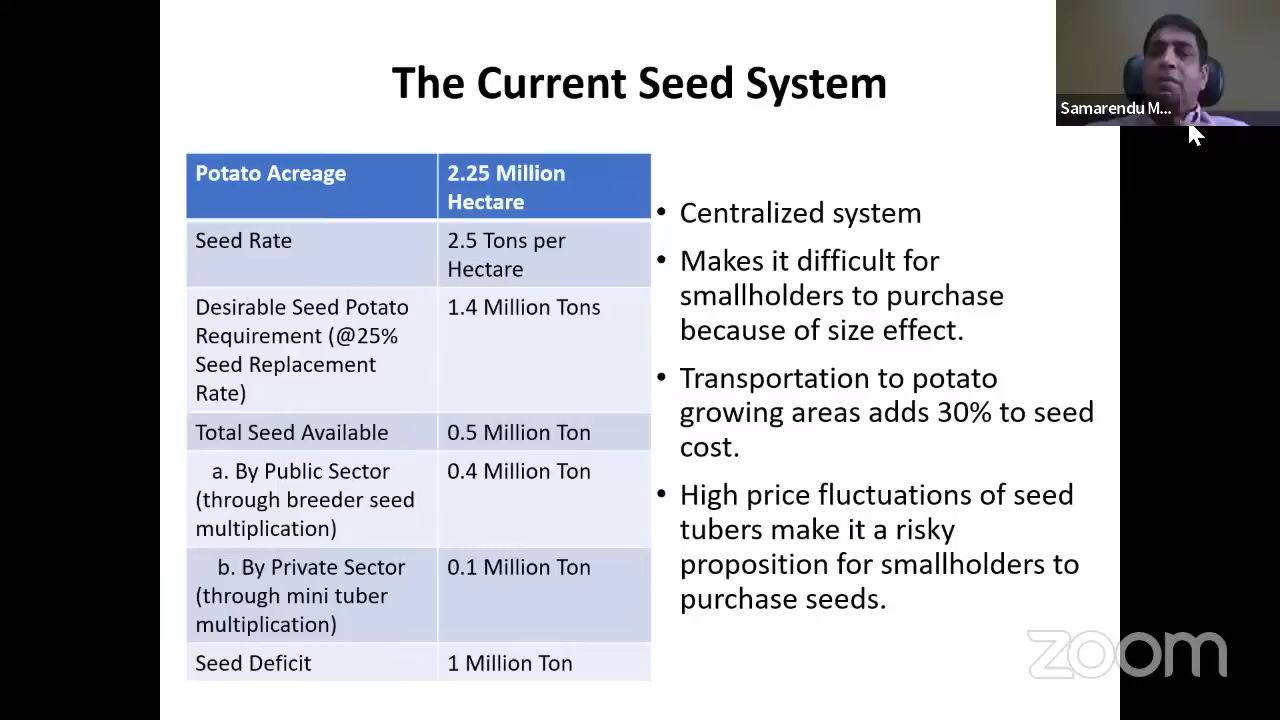 The Current Seed System
Samarendu M...
Potato Acreage
2.25 Million
Hectare
Seed Rate
2.5 Tons per
Hectare
Desirable Seed Potato
Requirement (@25%
Seed Replacement
Rate)
1.4 Million Tons
Total Seed Available
0.5 Million Ton
a. By Public Sector
(through breeder seed
multiplication)
0.4 Million Ton
b. By Private Sector
(through mini tuber
multiplication)
0.1 Million Ton
Seed Deficit
1 Million Ton
• Centralized system
• Makes it difficult for
smallholders to purchase
because of size effect.
• Transportation to potato
growing areas adds 30% to seed
cost.
• High price fluctuations of seed
tubers make it a risky
proposition for smallholders to
purchase seeds.
zoom